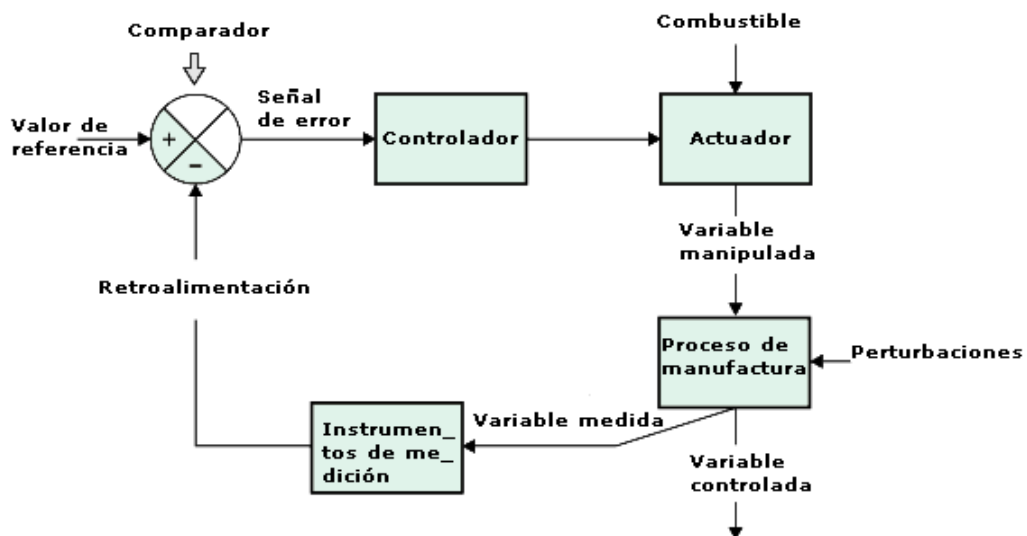 Comparador
Combustible
Valor de
referencia
+
−
Señal
de error
Controlador
Actuador
Variable
manipulada
Retroalimentación
Proceso de
manufactura
Perturbaciones
Variable medida
Instrumen_
tos de me_
dición
Variable
controlada